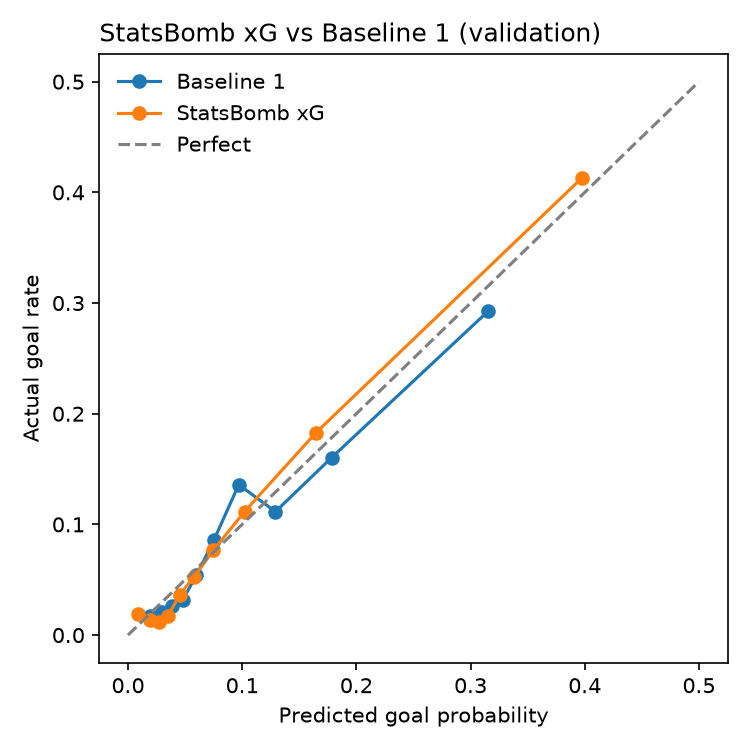 StatsBomb xG vs Baseline 1 (validation)
Baseline 1
StatsBomb xG
Perfect
0.5
0.4
0.3
0.2
0.1
0.0
Actual goal rate
0.0 0.1 0.2 0.3 0.4 0.5
Predicted goal probability